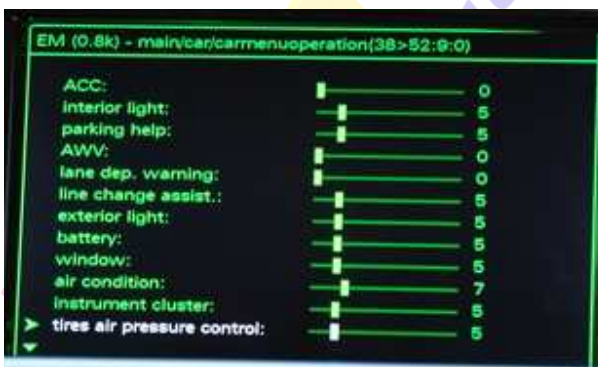 EM (0.8k) - main/car/carmenuoperation(38>52:9:0)
ACC: 0
interior light: 5
parking help: 5
AWV: 0
lane dep. warning: 0
line change assist.: 5
exterior light: 5
battery: 5
window: 5
air condition: 7
instrument cluster: 5
tires air pressure control: 5